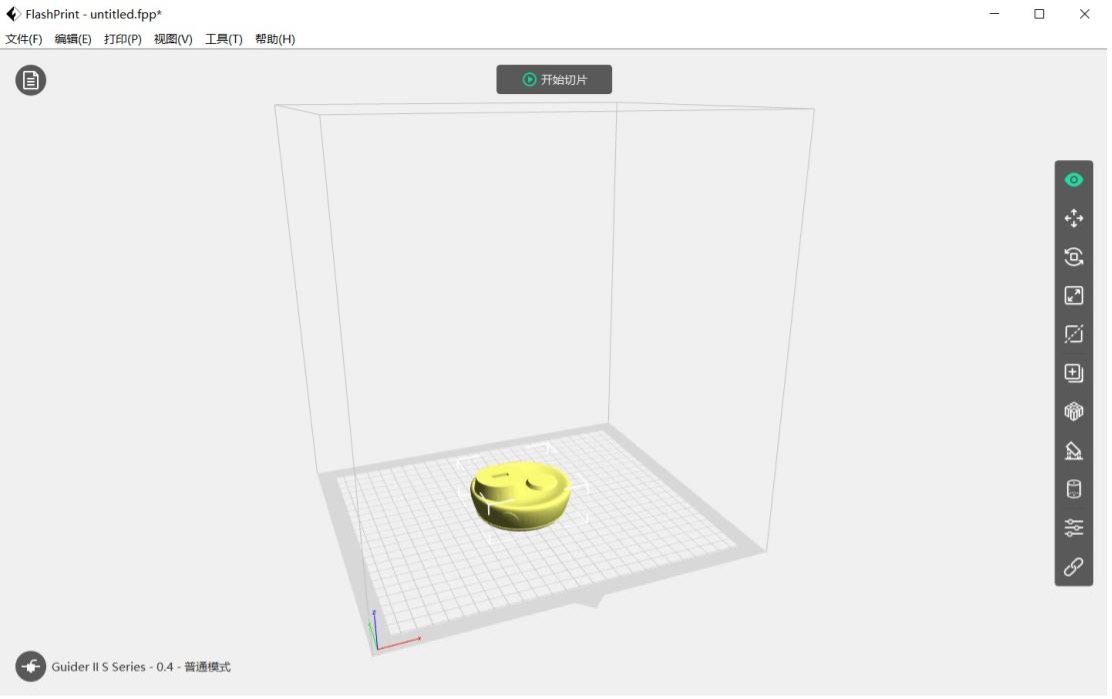 FlashPrint - untitled.fpp*
文件(F) 编辑(E) 打印(P) 视图(V) 工具(T) 帮助(H)
开始切片
z
Guider II S Series - 0.4 - 普通模式